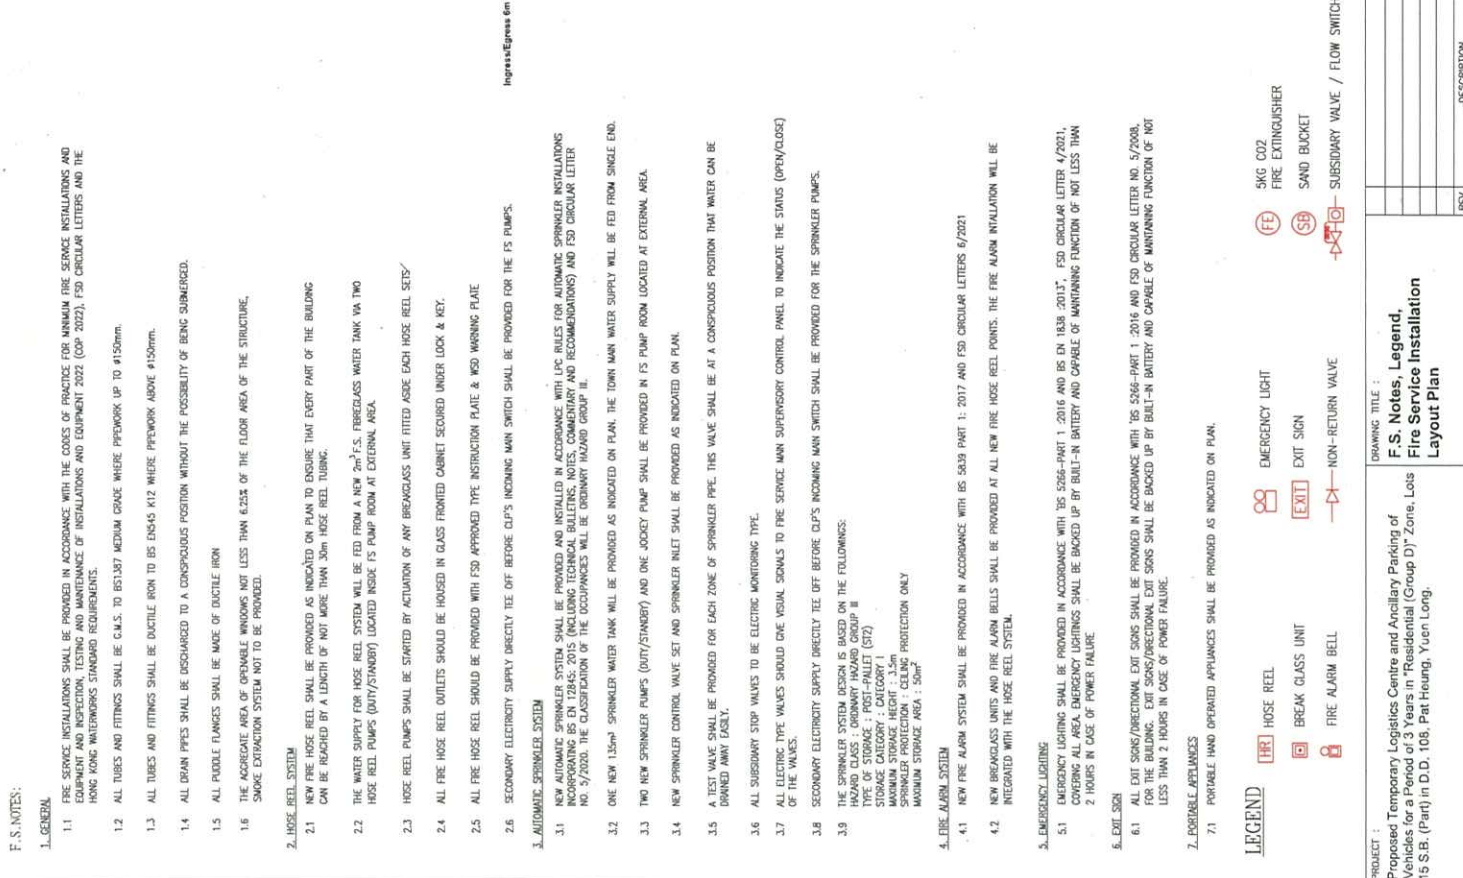 F.S.NOTES:
1. GENERAL
1.1 FIRE SERVICE INSTALLATIONS SHALL BE PROVIDED IN ACCORDANCE WITH THE CODES OF PRACTICE FOR MINIMUM FIRE SERVICE INSTALLATIONS AND
EQUIPMENT AND INSPECTION, TESTING AND MAINTENANCE OF INSTALLATIONS AND EQUIPMENT 2022 (COP 2022), FSD CIRCULAR LETTERS AND THE
HONG KONG WATERWORKS STANDARD REQUIREMENTS.
1.2 ALL TUBES AND FITTINGS SHALL BE G.M.S. TO BS1387 MEDIUM GRADE WHERE PIPEWORK UP TO ø150mm.
1.3 ALL TUBES AND FITTINGS SHALL BE DUCTILE IRON TO BS EN545 K12 WHERE PIPEWORK ABOVE ø150mm.
1.4 ALL DRAIN PIPES SHALL BE DISCHARGED TO A CONSPICUOUS POSITION WITHOUT THE POSSIBILITY OF BEING SUBMERGED.
1.5 ALL PUDDLE FLANGES SHALL BE MADE OF DUCTILE IRON
1.6 THE AGGREGATE AREA OF OPENABLE WINDOWS NOT LESS THAN 6.25% OF THE FLOOR AREA OF THE STRUCTURE,
SMOKE EXTRACTION SYSTEM NOT TO BE PROVIDED.
2. HOSE REEL SYSTEM
2.1 NEW FIRE HOSE REEL SHALL BE PROVIDED AS INDICATED ON PLAN TO ENSURE THAT EVERY PART OF THE BUILDING
CAN BE REACHED BY A LENGTH OF NOT MORE THAN 30m HOSE REEL TUBING.
2.2 THE WATER SUPPLY FOR HOSE REEL SYSTEM WILL BE FED FROM A NEW 2m³ F.S. FIBREGLASS WATER TANK VIA TWO
HOSE REEL PUMPS (DUTY/STANDBY) LOCATED INSIDE FS PUMP ROOM AT EXTERNAL AREA.
2.3 HOSE REEL PUMPS SHALL BE STARTED BY ACTUATION OF ANY BREAKGLASS UNIT FITTED ASIDE EACH HOSE REEL SETS/
2.4 ALL FIRE HOSE REEL OUTLETS SHOULD BE HOUSED IN GLASS FRONTED CABINET SECURED UNDER LOCK & KEY.
2.5 ALL FIRE HOSE REEL SHOULD BE PROVIDED WITH FSD APPROVED TYPE INSTRUCTION PLATE & WSD WARNING PLATE
2.6 SECONDARY ELECTRICITY SUPPLY DIRECTLY TEE OFF BEFORE CLP'S INCOMING MAIN SWITCH SHALL BE PROVIDED FOR THE FS PUMPS.
Ingress/Egress 6m
3. AUTOMATIC SPRINKLER SYSTEM
3.1 NEW AUTOMATIC SPRINKLER SYSTEM SHALL BE PROVIDED AND INSTALLED IN ACCORDANCE WITH LPC RULES FOR AUTOMATIC SPRINKLER INSTALLATIONS
INCORPORATING BS EN 12845: 2015 (INCLUDING TECHNICAL BULLETINS, NOTES, COMMENTARY AND RECOMMENDATIONS) AND FSD CIRCULAR LETTER
NO. 5/2020. THE CLASSIFICATION OF THE OCCUPANCIES WILL BE ORDINARY HAZARD GROUP III.
3.2 ONE NEW 135m³ SPRINKLER WATER TANK WILL BE PROVIDED AS INDICATED ON PLAN. THE TOWN MAIN WATER SUPPLY WILL BE FED FROM SINGLE END.
3.3 TWO NEW SPRINKLER PUMPS (DUTY/STANDBY) AND ONE JOCKEY PUMP SHALL BE PROVIDED IN FS PUMP ROOM LOCATED AT EXTERNAL AREA.
3.4 NEW SPRINKLER CONTROL VALVE SET AND SPRINKLER INLET SHALL BE PROVIDED AS INDICATED ON PLAN.
3.5 A TEST VALVE SHALL BE PROVIDED FOR EACH ZONE OF SPRINKLER PIPE. THIS VALVE SHALL BE AT A CONSPICUOUS POSITION THAT WATER CAN BE
DRAINED AWAY EASILY.
3.6 ALL SUBSIDIARY STOP VALVES TO BE ELECTRIC MONITORING TYPE.
3.7 ALL ELECTRIC TYPE VALVES SHOULD GIVE VISUAL SIGNALS TO FIRE SERVICE MAIN SUPERVISORY CONTROL PANEL TO INDICATE THE STATUS (OPEN/CLOSE)
OF THE VALVES.
3.8 SECONDARY ELECTRICITY SUPPLY DIRECTLY TEE OFF BEFORE CLP'S INCOMING MAIN SWITCH SHALL BE PROVIDED FOR THE SPRINKLER PUMPS.
3.9 THE SPRINKLER SYSTEM DESIGN IS BASED ON THE FOLLOWINGS:
HAZARD CLASS : ORDINARY HAZARD GROUP III
TYPE OF STORAGE : POST-PALLET (ST2)
STORAGE CATEGORY : CATEGORY I
MAXIMUM STORAGE HEIGHT : 3.5m
SPRINKLER PROTECTION : CEILING PROTECTION ONLY
MAXIMUM STORAGE AREA : 50m²
4. FIRE ALARM SYSTEM
4.1 NEW FIRE ALARM SYSTEM SHALL BE PROVIDED IN ACCORDANCE WITH BS 5839 PART 1: 2017 AND FSD CIRCULAR LETTERS 6/2021
4.2 NEW BREAKGLASS UNITS AND FIRE ALARM BELLS SHALL BE PROVIDED AT ALL NEW FIRE HOSE REEL POINTS. THE FIRE ALARM INTALLATION WILL BE
INTEGRATED WITH THE HOSE REEL SYSTEM.
5. EMERGENCY LIGHTING
5.1 EMERGENCY LIGHTING SHALL BE PROVIDED IN ACCORDANCE WITH "BS 5266-PART 1 :2016 AND BS EN 1838 :2013", FSD CIRCULAR LETTER 4/2021,
COVERING ALL AREA. EMERGENCY LIGHTINGS SHALL BE BACKED UP BY BUILT-IN BATTERY AND CAPABLE OF MAINTAINING FUNCTION OF NOT LESS THAN
2 HOURS IN CASE OF POWER FAILURE.
6. EXIT SIGN
6.1 ALL EXIT SIGNS/DIRECTIONAL EXIT SIGNS SHALL BE PROVIDED IN ACCORDANCE WITH 'BS 5266-PART 1 :2016 AND FSD CIRCULAR LETTER NO. 5/2008,
FOR THE BUILDING. EXIT SIGNS/DIRECTIONAL EXIT SIGNS SHALL BE BACKED UP BY BUILT-IN BATTERY AND CAPABLE OF MAINTAINING FUNCTION OF NOT
LESS THAN 2 HOURS IN CASE OF POWER FAILURE.
7. PORTABLE APPLIANCES
7.1 PORTABLE HAND OPERATED APPLIANCES SHALL BE PROVIDED AS INDICATED ON PLAN.
LEGEND
HR HOSE REEL
BREAK GLASS UNIT
FIRE ALARM BELL
EMERGENCY LIGHT
EXIT EXIT SIGN
NON-RETURN VALVE
FE 5KG CO2
FIRE EXTINGUISHER
SB SAND BUCKET
SUBSIDIARY VALVE / FLOW SWITCH
PROJECT :
Proposed Temporary Logistics Centre and Ancillary Parking of
Vehicles for a Period of 3 Years in "Residential (Group D)" Zone, Lots
15 S.B. (Part) in D.D. 108, Pat Heung, Yuen Long.
DRAWING TITLE :
F.S. Notes, Legend,
Fire Service Installation
Layout Plan
REV
DESCRIPTION